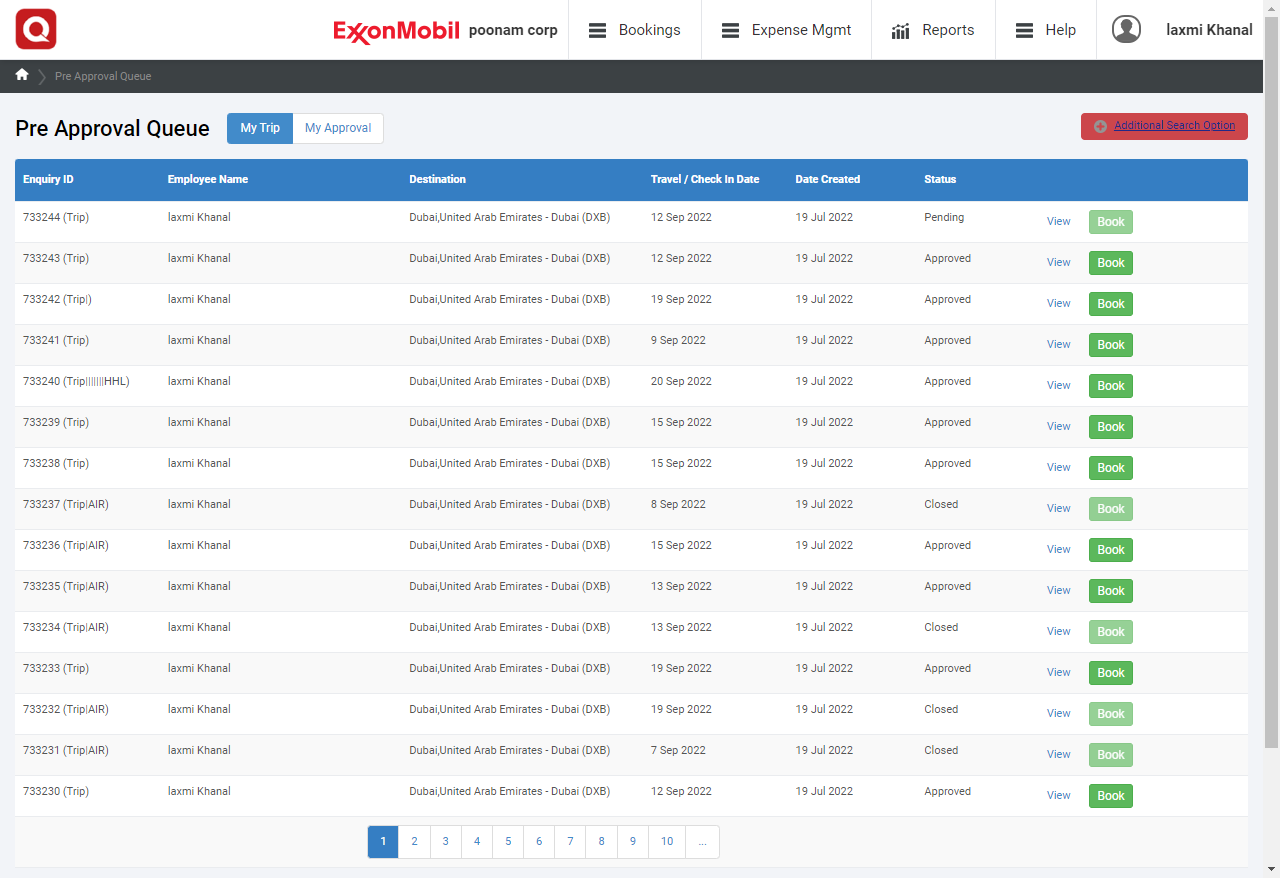 Q ExxonMobil poonam corp Bookings Expense Mgmt Reports Help laxmi Khanal
Pre Approval Queue
Pre Approval Queue My Trip My Approval Additional Search Option
Enquiry ID Employee Name Destination Travel / Check In Date Date Created Status
733244 (Trip) laxmi Khanal Dubai,United Arab Emirates - Dubai (DXB) 12 Sep 2022 19 Jul 2022 Pending View Book
733243 (Trip) laxmi Khanal Dubai,United Arab Emirates - Dubai (DXB) 12 Sep 2022 19 Jul 2022 Approved View Book
733242 (Trip|) laxmi Khanal Dubai,United Arab Emirates - Dubai (DXB) 19 Sep 2022 19 Jul 2022 Approved View Book
733241 (Trip) laxmi Khanal Dubai,United Arab Emirates - Dubai (DXB) 9 Sep 2022 19 Jul 2022 Approved View Book
733240 (Trip|||||||HHL) laxmi Khanal Dubai,United Arab Emirates - Dubai (DXB) 20 Sep 2022 19 Jul 2022 Approved View Book
733239 (Trip) laxmi Khanal Dubai,United Arab Emirates - Dubai (DXB) 15 Sep 2022 19 Jul 2022 Approved View Book
733238 (Trip) laxmi Khanal Dubai,United Arab Emirates - Dubai (DXB) 15 Sep 2022 19 Jul 2022 Approved View Book
733237 (Trip|AIR) laxmi Khanal Dubai,United Arab Emirates - Dubai (DXB) 8 Sep 2022 19 Jul 2022 Closed View Book
733236 (Trip|AIR) laxmi Khanal Dubai,United Arab Emirates - Dubai (DXB) 15 Sep 2022 19 Jul 2022 Approved View Book
733235 (Trip|AIR) laxmi Khanal Dubai,United Arab Emirates - Dubai (DXB) 13 Sep 2022 19 Jul 2022 Approved View Book
733234 (Trip|AIR) laxmi Khanal Dubai,United Arab Emirates - Dubai (DXB) 13 Sep 2022 19 Jul 2022 Closed View Book
733233 (Trip) laxmi Khanal Dubai,United Arab Emirates - Dubai (DXB) 19 Sep 2022 19 Jul 2022 Approved View Book
733232 (Trip|AIR) laxmi Khanal Dubai,United Arab Emirates - Dubai (DXB) 19 Sep 2022 19 Jul 2022 Closed View Book
733231 (Trip|AIR) laxmi Khanal Dubai,United Arab Emirates - Dubai (DXB) 7 Sep 2022 19 Jul 2022 Closed View Book
733230 (Trip) laxmi Khanal Dubai,United Arab Emirates - Dubai (DXB) 12 Sep 2022 19 Jul 2022 Approved View Book
1 2 3 4 5 6 7 8 9 10 ...